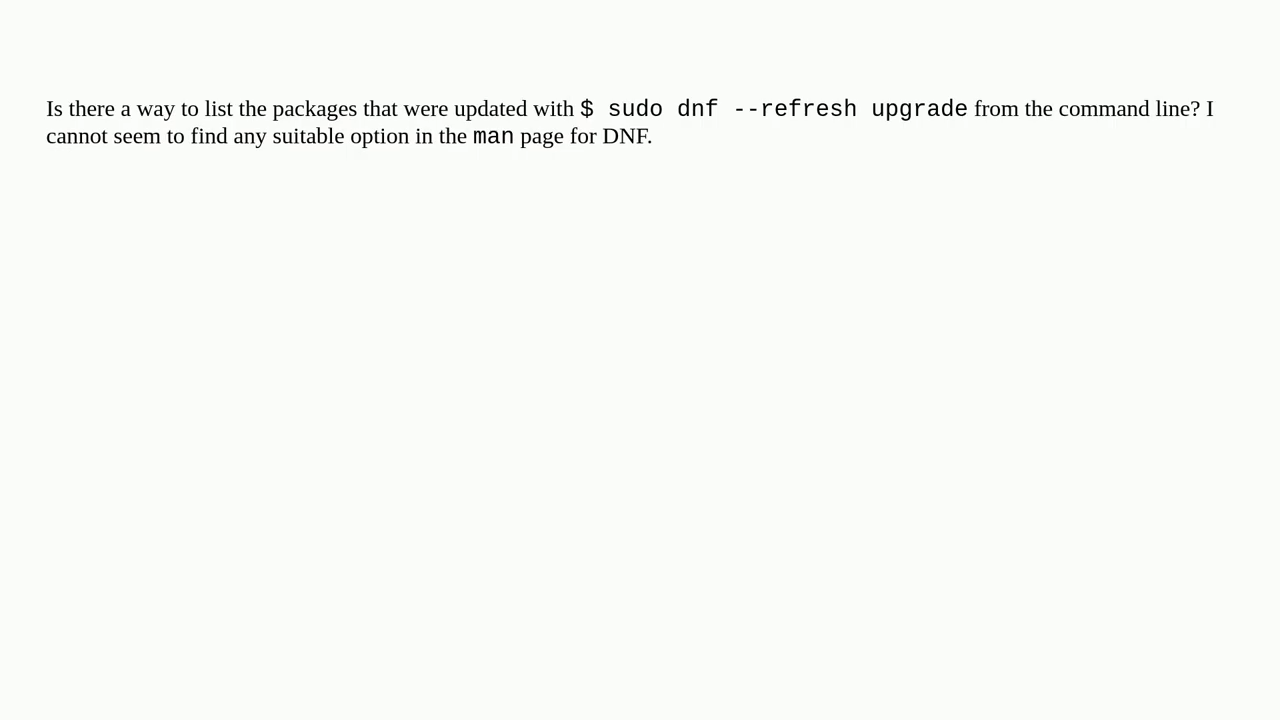 Is there a way to list the packages that were updated with $ sudo dnf --refresh upgrade from the command line? I
cannot seem to find any suitable option in the man page for DNF.